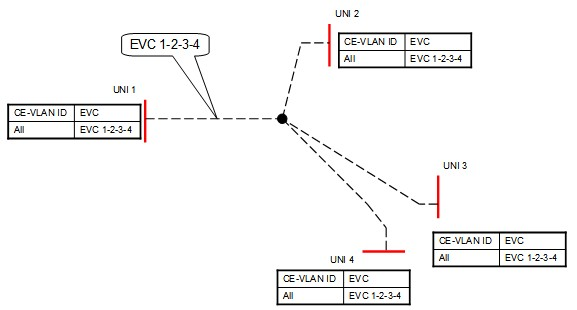 UNI 2
EVC 1-2-3-4
CE-VLAN ID EVC
All EVC 1-2-3-4
UNI 1
CE-VLAN ID EVC
All EVC 1-2-3-4
UNI 3
CE-VLAN ID EVC
All EVC 1-2-3-4
UNI 4
CE-VLAN ID EVC
All EVC 1-2-3-4